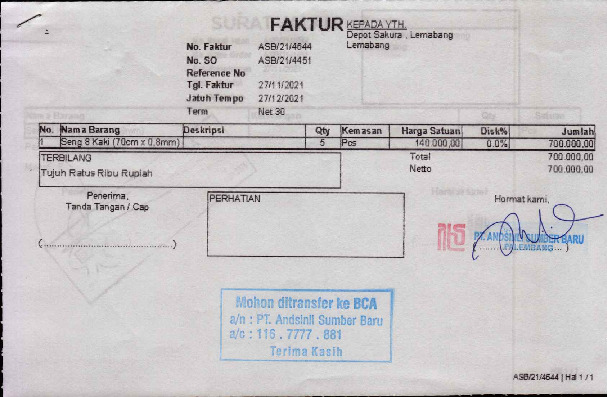 FAKTUR
KEPADA YTH.
Depot Sakura , Lemabang
Lemabang
No. Faktur ASB/21/4644
No. SO ASB/21/4451
Reference No
Tgl. Faktur 27/11/2021
Jatuh Tempo 27/12/2021
Term Net 30
No. Nama Barang Deskripsi Qty Kemasan Harga Satuan Disk% Jumlah
1 Seng 8 Kaki (70cm x 0,8mm) 5 Pcs 140.000,00 0.0% 700.000,00
TERBILANG
Tujuh Ratus Ribu Rupiah
Total 700.000,00
Netto 700.000,00
Penerima,
Tanda Tangan / Cap
(........................................)
PERHATIAN
Hormat kami,
PT. ANDSINIL SUMBER BARU
PALEMBANG
Mohon ditransfer ke BCA
a/n : PT. Andsinil Sumber Baru
a/c : 116 . 7777 . 881
Terima Kasih
ASB/21/4644 | Hal 1 / 1